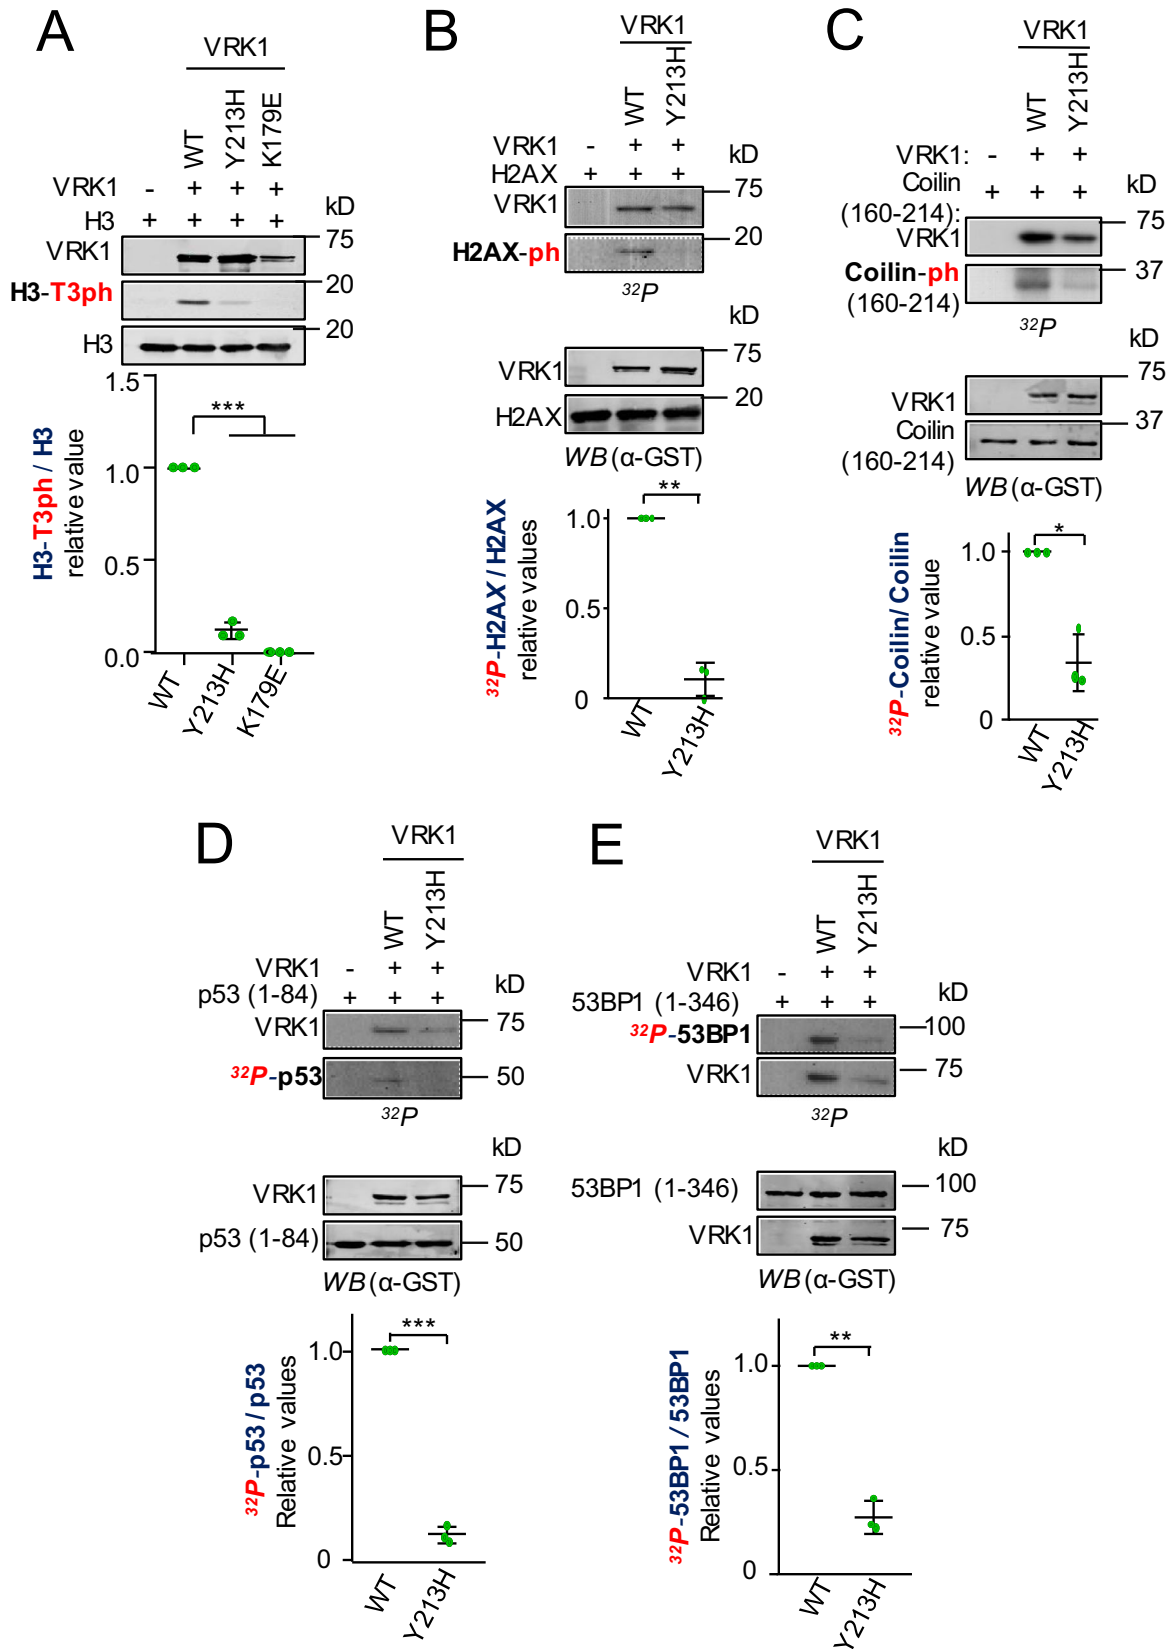 A
VRK1
WT
Y213H
K179E
VRK1 - + + +
H3 + + + +
kD
VRK1
75
H3-T3ph
20
H3
20
1.5
***
1.0
0.5
0.0
H3-T3ph / H3
relative value
WT
Y213H
K179E
B
VRK1
WT
Y213H
VRK1 - + +
H2AX + + +
kD
VRK1
75
H2AX-ph
20
32P
kD
VRK1
75
H2AX
20
WB (α-GST)
**
1.0
0.5
0
32P-H2AX / H2AX
relative values
WT
Y213H
C
VRK1
WT
Y213H
VRK1: - + +
Coilin
(160-214): + + +
kD
VRK1
75
Coilin-ph
(160-214)
37
32P
kD
VRK1
75
Coilin
(160-214)
37
WB (α-GST)
*
1.0
0.5
0
32P-Coilin/ Coilin
relative value
WT
Y213H
D
VRK1
WT
Y213H
VRK1 - + +
p53 (1-84) + + +
kD
VRK1
75
32P-p53
50
32P
kD
VRK1
75
p53 (1-84)
50
WB (α-GST)
***
1.0
0.5
0
32P-p53 / p53
Relative values
WT
Y213H
E
VRK1
WT
Y213H
VRK1 - + +
53BP1 (1-346) + + +
kD
32P-53BP1
100
VRK1
75
32P
kD
53BP1 (1-346)
100
VRK1
75
WB (α-GST)
**
1.0
0.5
0
32P-53BP1 / 53BP1
Relative values
WT
Y213H